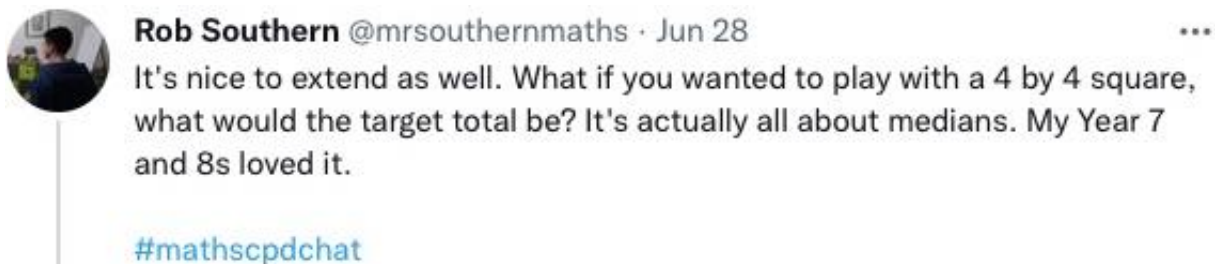 Rob Southern @mrsouthernmaths · Jun 28
It's nice to extend as well. What if you wanted to play with a 4 by 4 square,
what would the target total be? It's actually all about medians. My Year 7
and 8s loved it.
#mathscpdchat